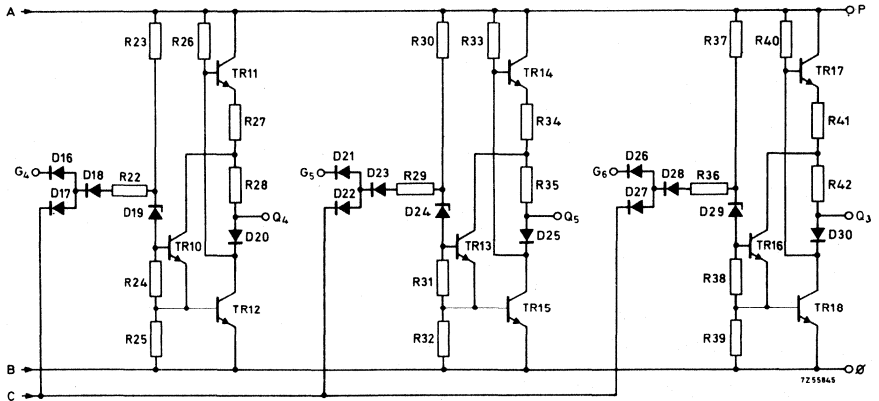 A P
R23 R26 R30 R33 R37 R40
TR11 TR14 TR17
R27 R34 R41
D16 D21 D26
G4 D18 R22 G5 D23 R29 G6 D28 R36
D17 R28 D22 R35 D27 R42
D19 Q4 D24 Q5 D29 Q3
TR10 D20 TR13 D25 TR16 D30
R24 R31 R38
TR12 TR15 TR18
R25 R32 R39
B Ø
7Z55845
C